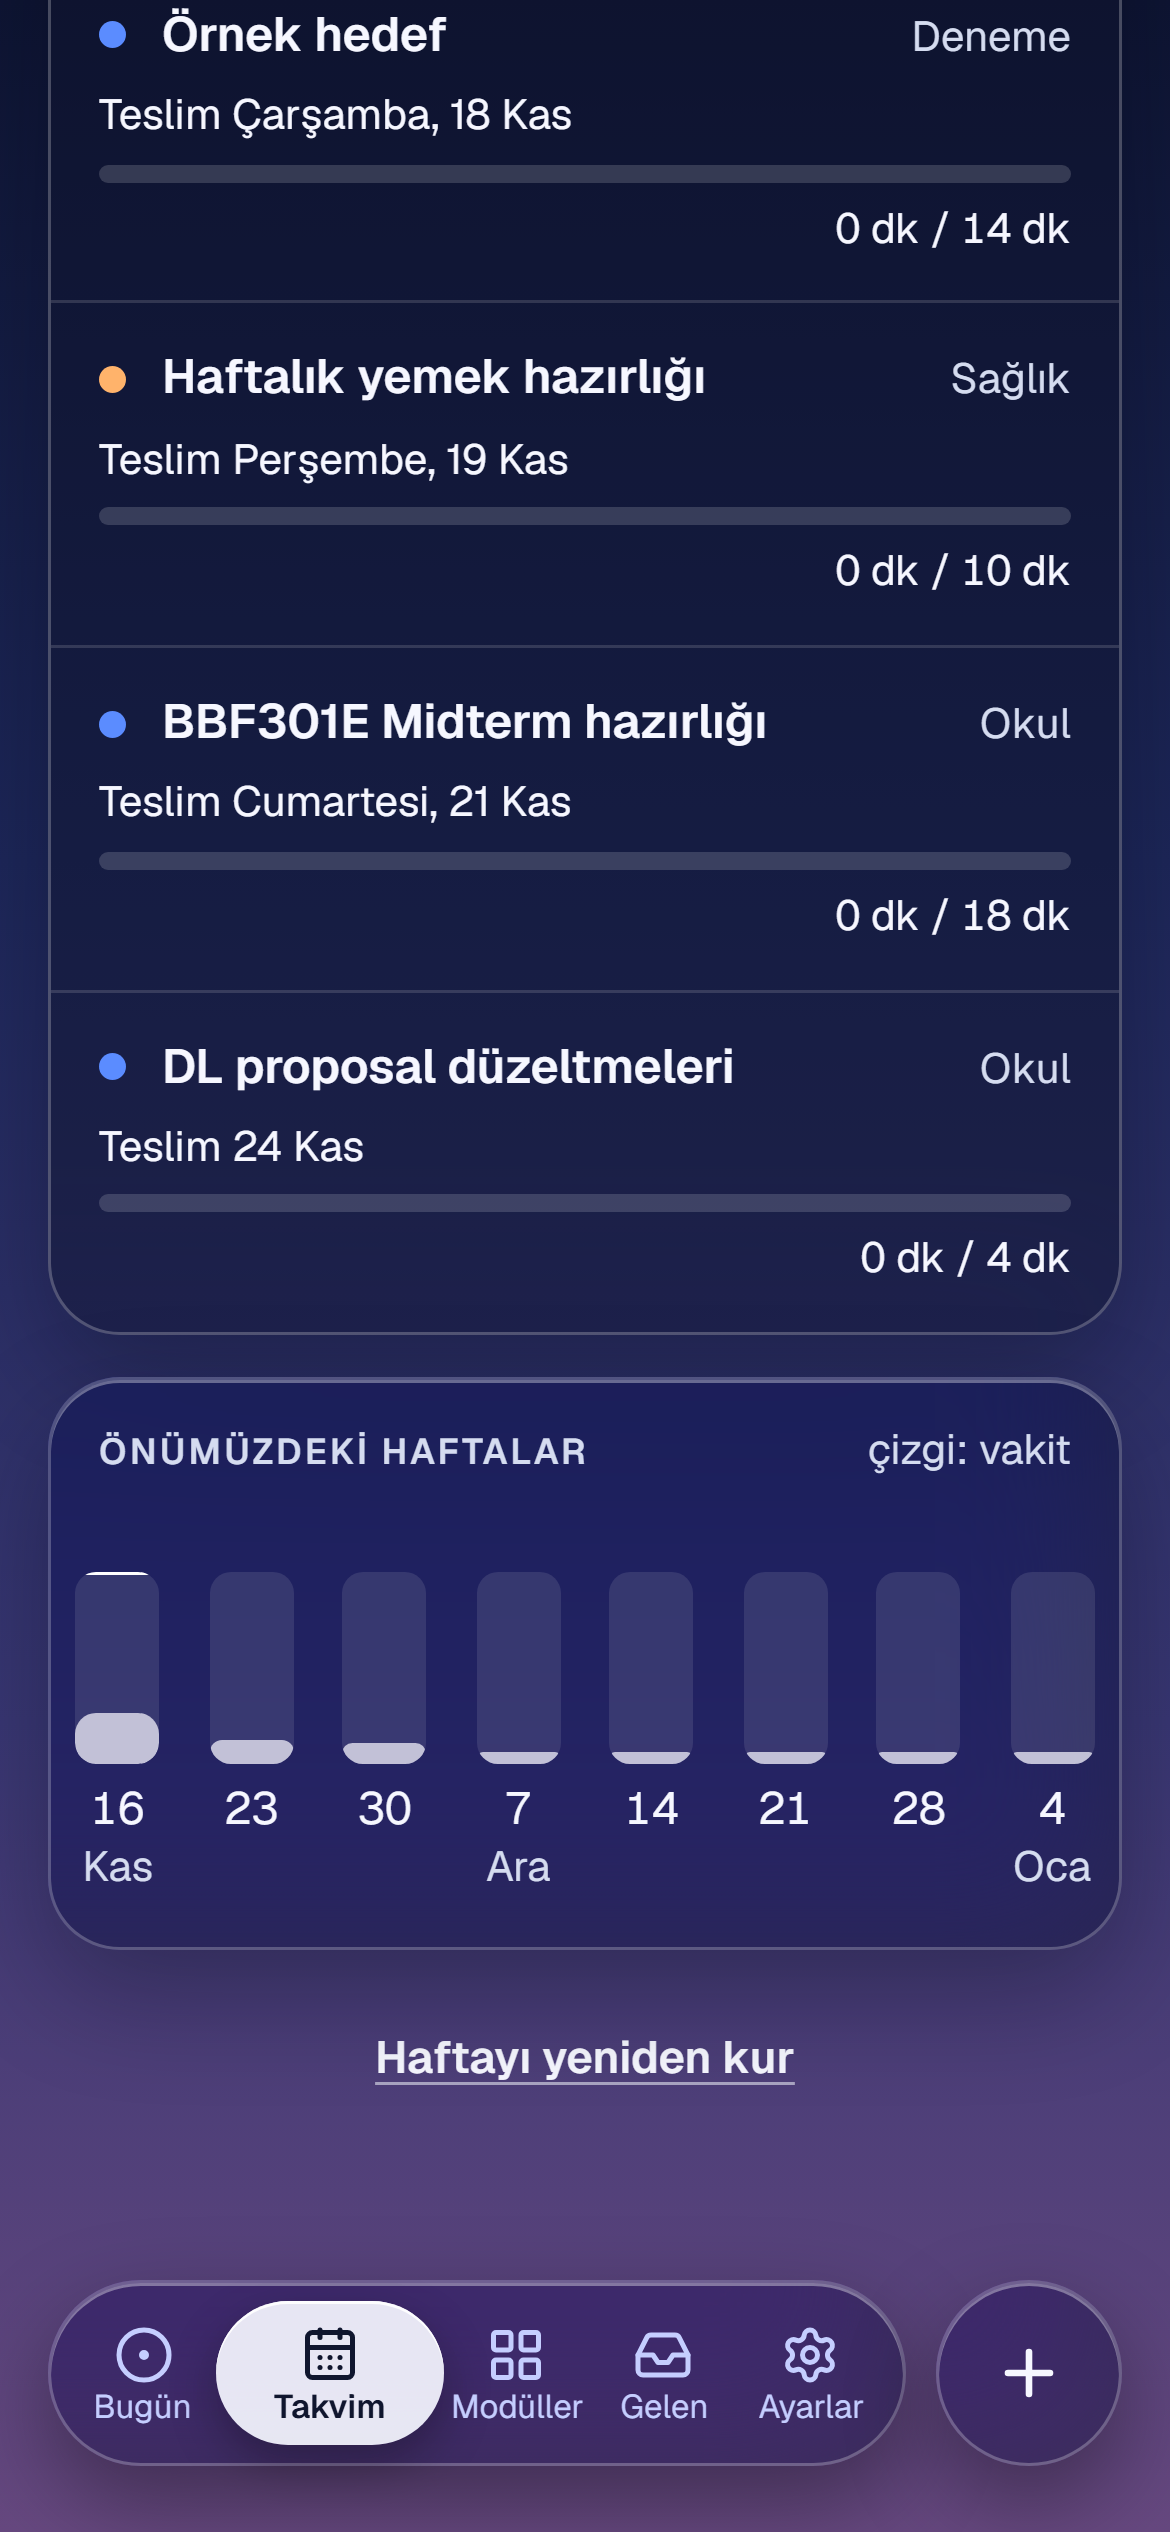 Örnek hedef
Deneme
Teslim Çarşamba, 18 Kas
0 dk / 14 dk
Haftalık yemek hazırlığı
Sağlık
Teslim Perşembe, 19 Kas
0 dk / 10 dk
BBF301E Midterm hazırlığı
Okul
Teslim Cumartesi, 21 Kas
0 dk / 18 dk
DL proposal düzeltmeleri
Okul
Teslim 24 Kas
0 dk / 4 dk
ÖNÜMÜZDEKİ HAFTALAR
çizgi: vakit
16 23 30 7 14 21 28 4
Kas Ara Oca
Haftayı yeniden kur
Bugün Takvim Modüller Gelen Ayarlar